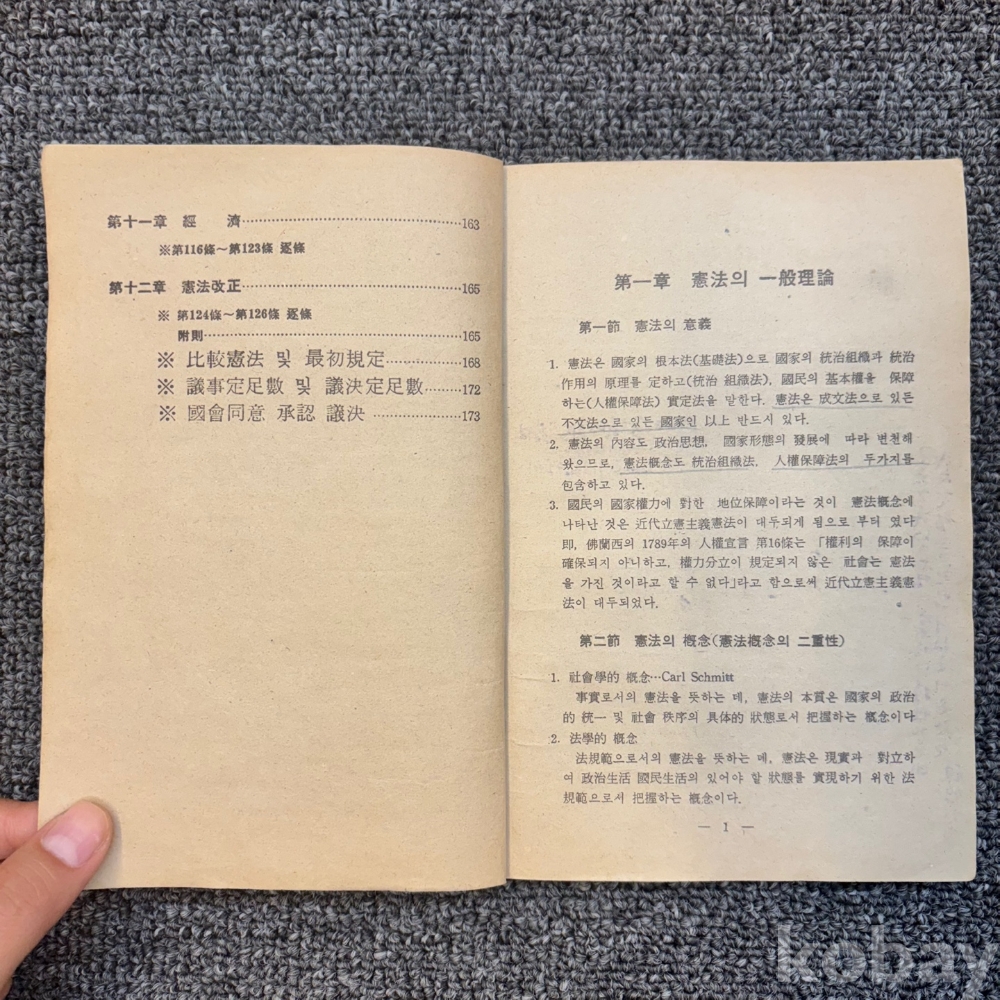 第十一章 經 濟……………………………163
※第116條～第123條 逐條
第十二章 憲法改正……………………………165
※ 第124條～第126條 逐條
附則……………………………165
※ 比較憲法 및 最初規定…………168
※ 議事定足數 및 議決定足數……172
※ 國會同意 承認 議決 …………173
第一章 憲法의 一般理論
第一節 憲法의 意義
1. 憲法은 國家의 根本法(基礎法)으로 國家의 統治組織과 統治
作用의 原理를 定하고(統治 組織法), 國民의 基本權을 保障
하는(人權保障法) 實定法을 말한다. 憲法은 成文法으로 있든
不文法으로 있든 國家인 以上 반드시 있다.
2. 憲法의 內容도 政治思想, 國家形態의 發展에 따라 변천해
왔으므로, 憲法概念도 統治組織法, 人權保障法의 두가지를
包含하고 있다.
3. 國民의 國家權力에 對한 地位保障이라는 것이 憲法概念에
나타난 것은 近代立憲主義憲法이 대두되게 됨으로 부터 였다
即, 佛蘭西의 1789年의 人權宣言 第16條는 「權利의 保障이
確保되지 아니하고, 權力分立이 規定되지 않은 社會는 憲法
을 가진 것이라고 할 수 없다」라고 함으로써 近代立憲主義憲
法이 대두되었다.
第二節 憲法의 概念(憲法概念의 二重性)
1. 社會學的 概念…Carl Schmitt
事實로서의 憲法을 뜻하는 데, 憲法의 本質은 國家의 政治
的 統一 및 社會 秩序의 具体的 狀態로서 把握하는 概念이다
2. 法學的 概念
法規範으로서의 憲法을 뜻하는 데, 憲法은 現實과 對立하
여 政治生活 國民生活의 있어야 할 狀態를 實現하기 위한 法
規範으로서 把握하는 概念이다.
— 1 —
kobay